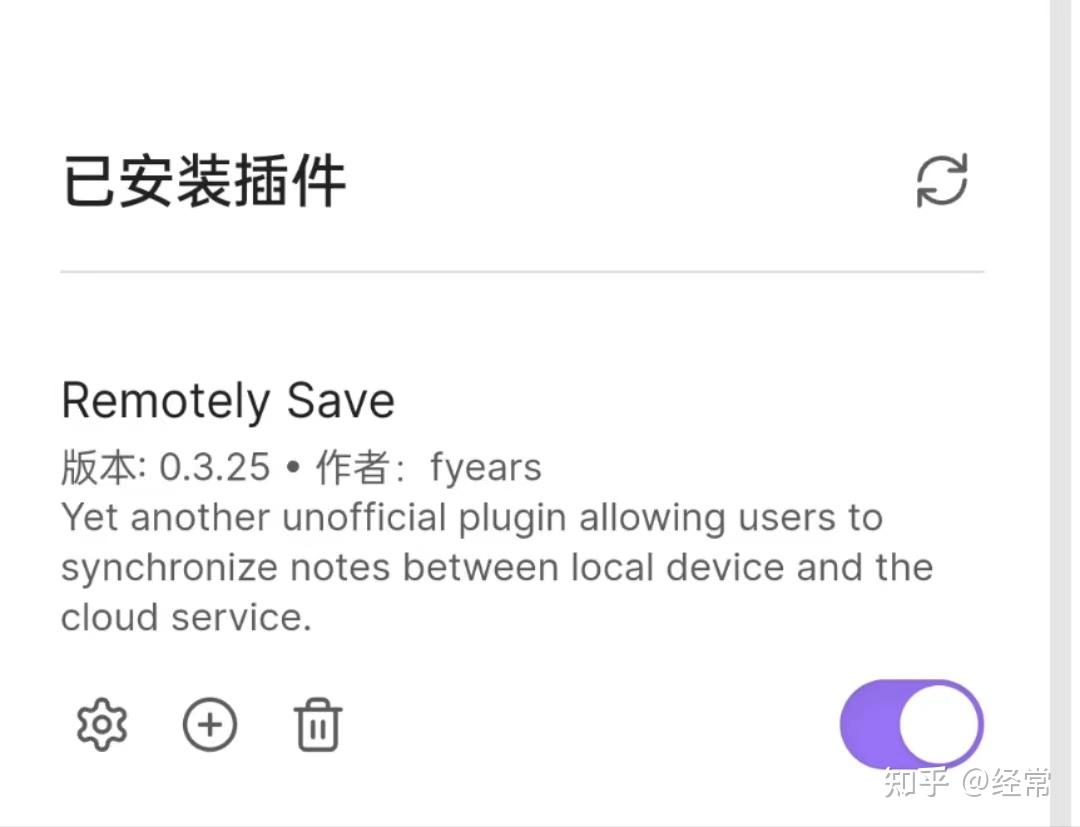 已安装插件
Remotely Save
版本: 0.3.25 • 作者：fyears
Yet another unofficial plugin allowing users to
synchronize notes between local device and the
cloud service.
知乎 @经常